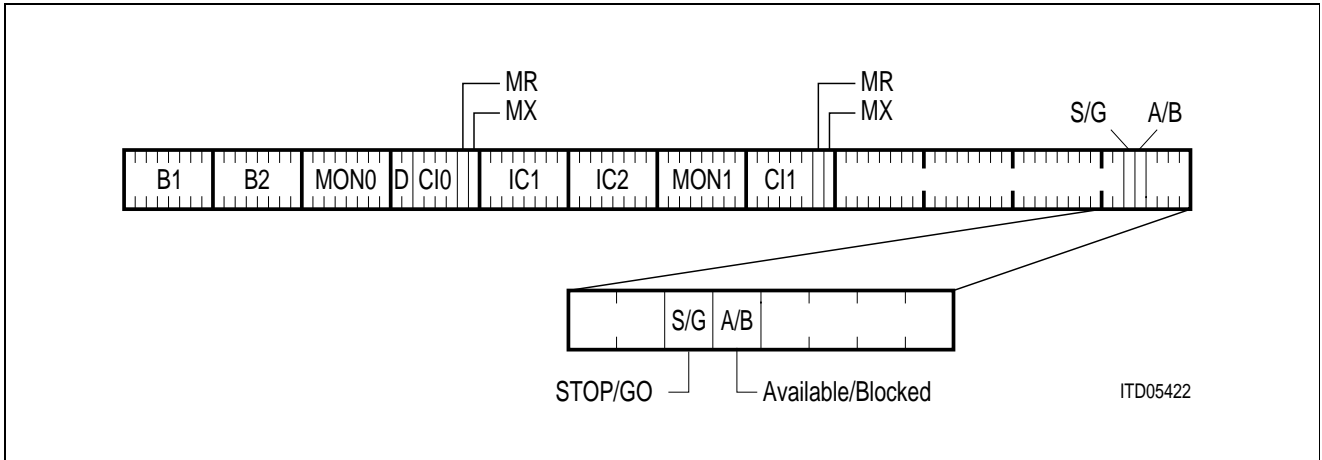 MR
MX
MR
MX
S/G A/B
B1 B2 MON0 D CI0 IC1 IC2 MON1 CI1
S/G A/B
STOP/GO Available/Blocked ITD05422